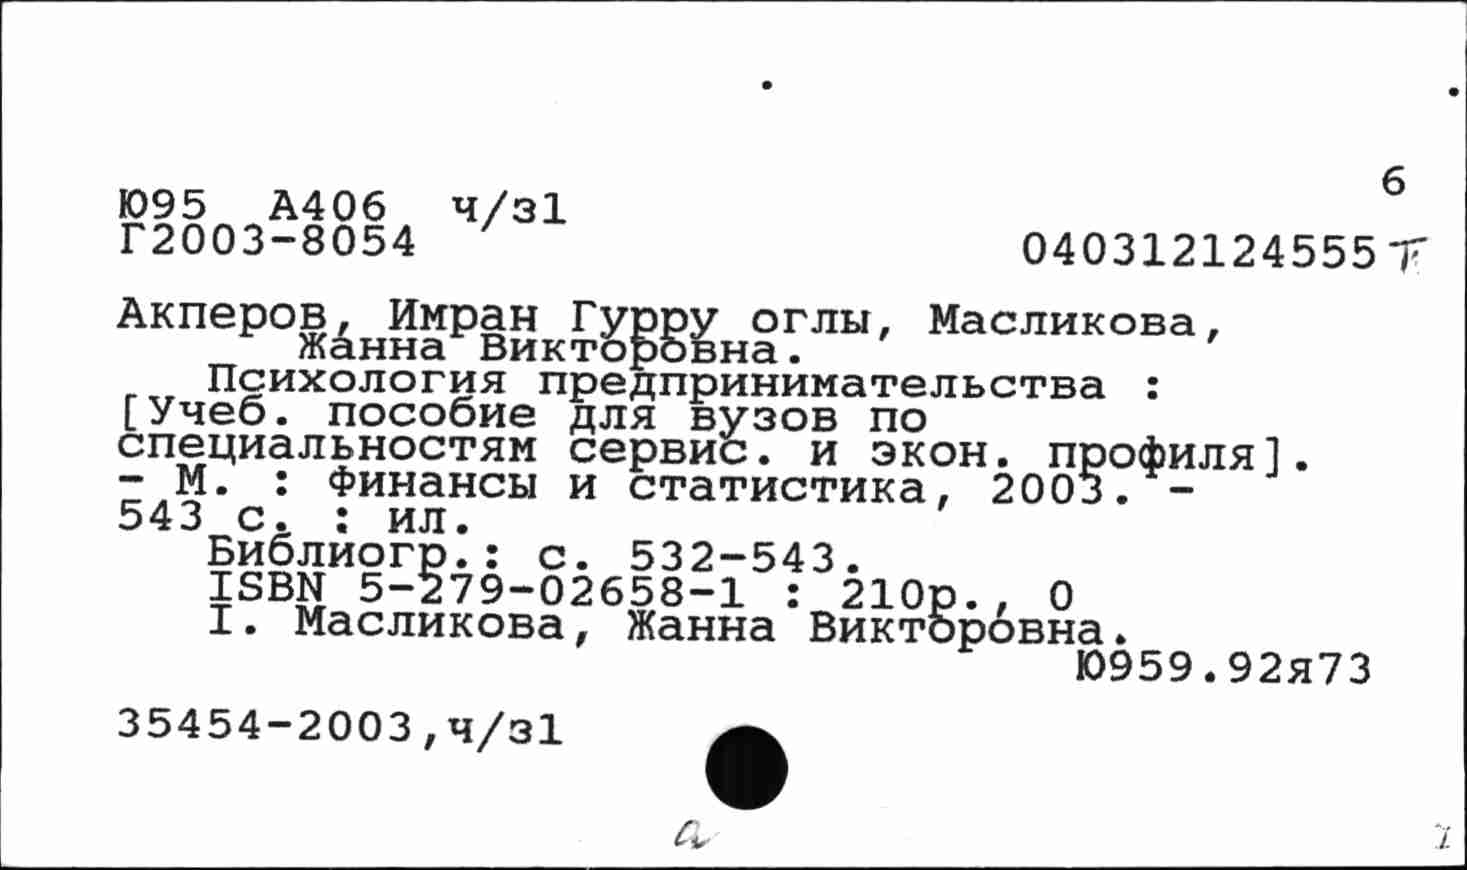 6
Ю95 А406 ч/з1
Г2003-8054
040312124555
Акперов, Имран Гурру оглы, Масликова,
Жанна Викторовна.
Психология предпринимательства :
[Учеб. пособие для вузов по
специальностям сервис. и экон. профиля].
- М. : Финансы и статистика, 2003. -
543 с. : ил.
Библиогр.: с. 532-543.
ISBN 5-279-02658-1 : 210р., 0
I. Масликова, Жанна Викторовна.
Ю959.92я73
35454-2003,ч/з1
а